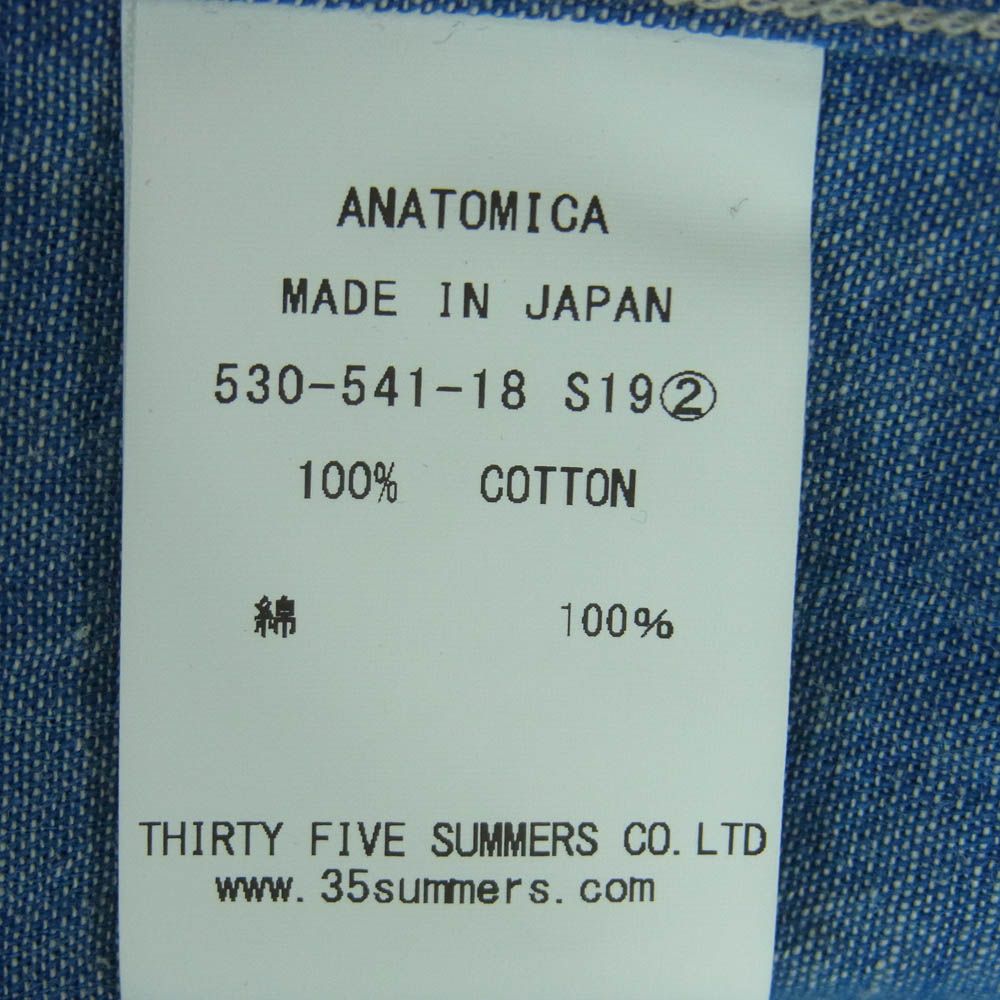 ANATOMICA
MADE IN JAPAN
530-541-18 S19②
100% COTTON
綿 100%
THIRTY FIVE SUMMERS CO. LTD
www.35summers.com